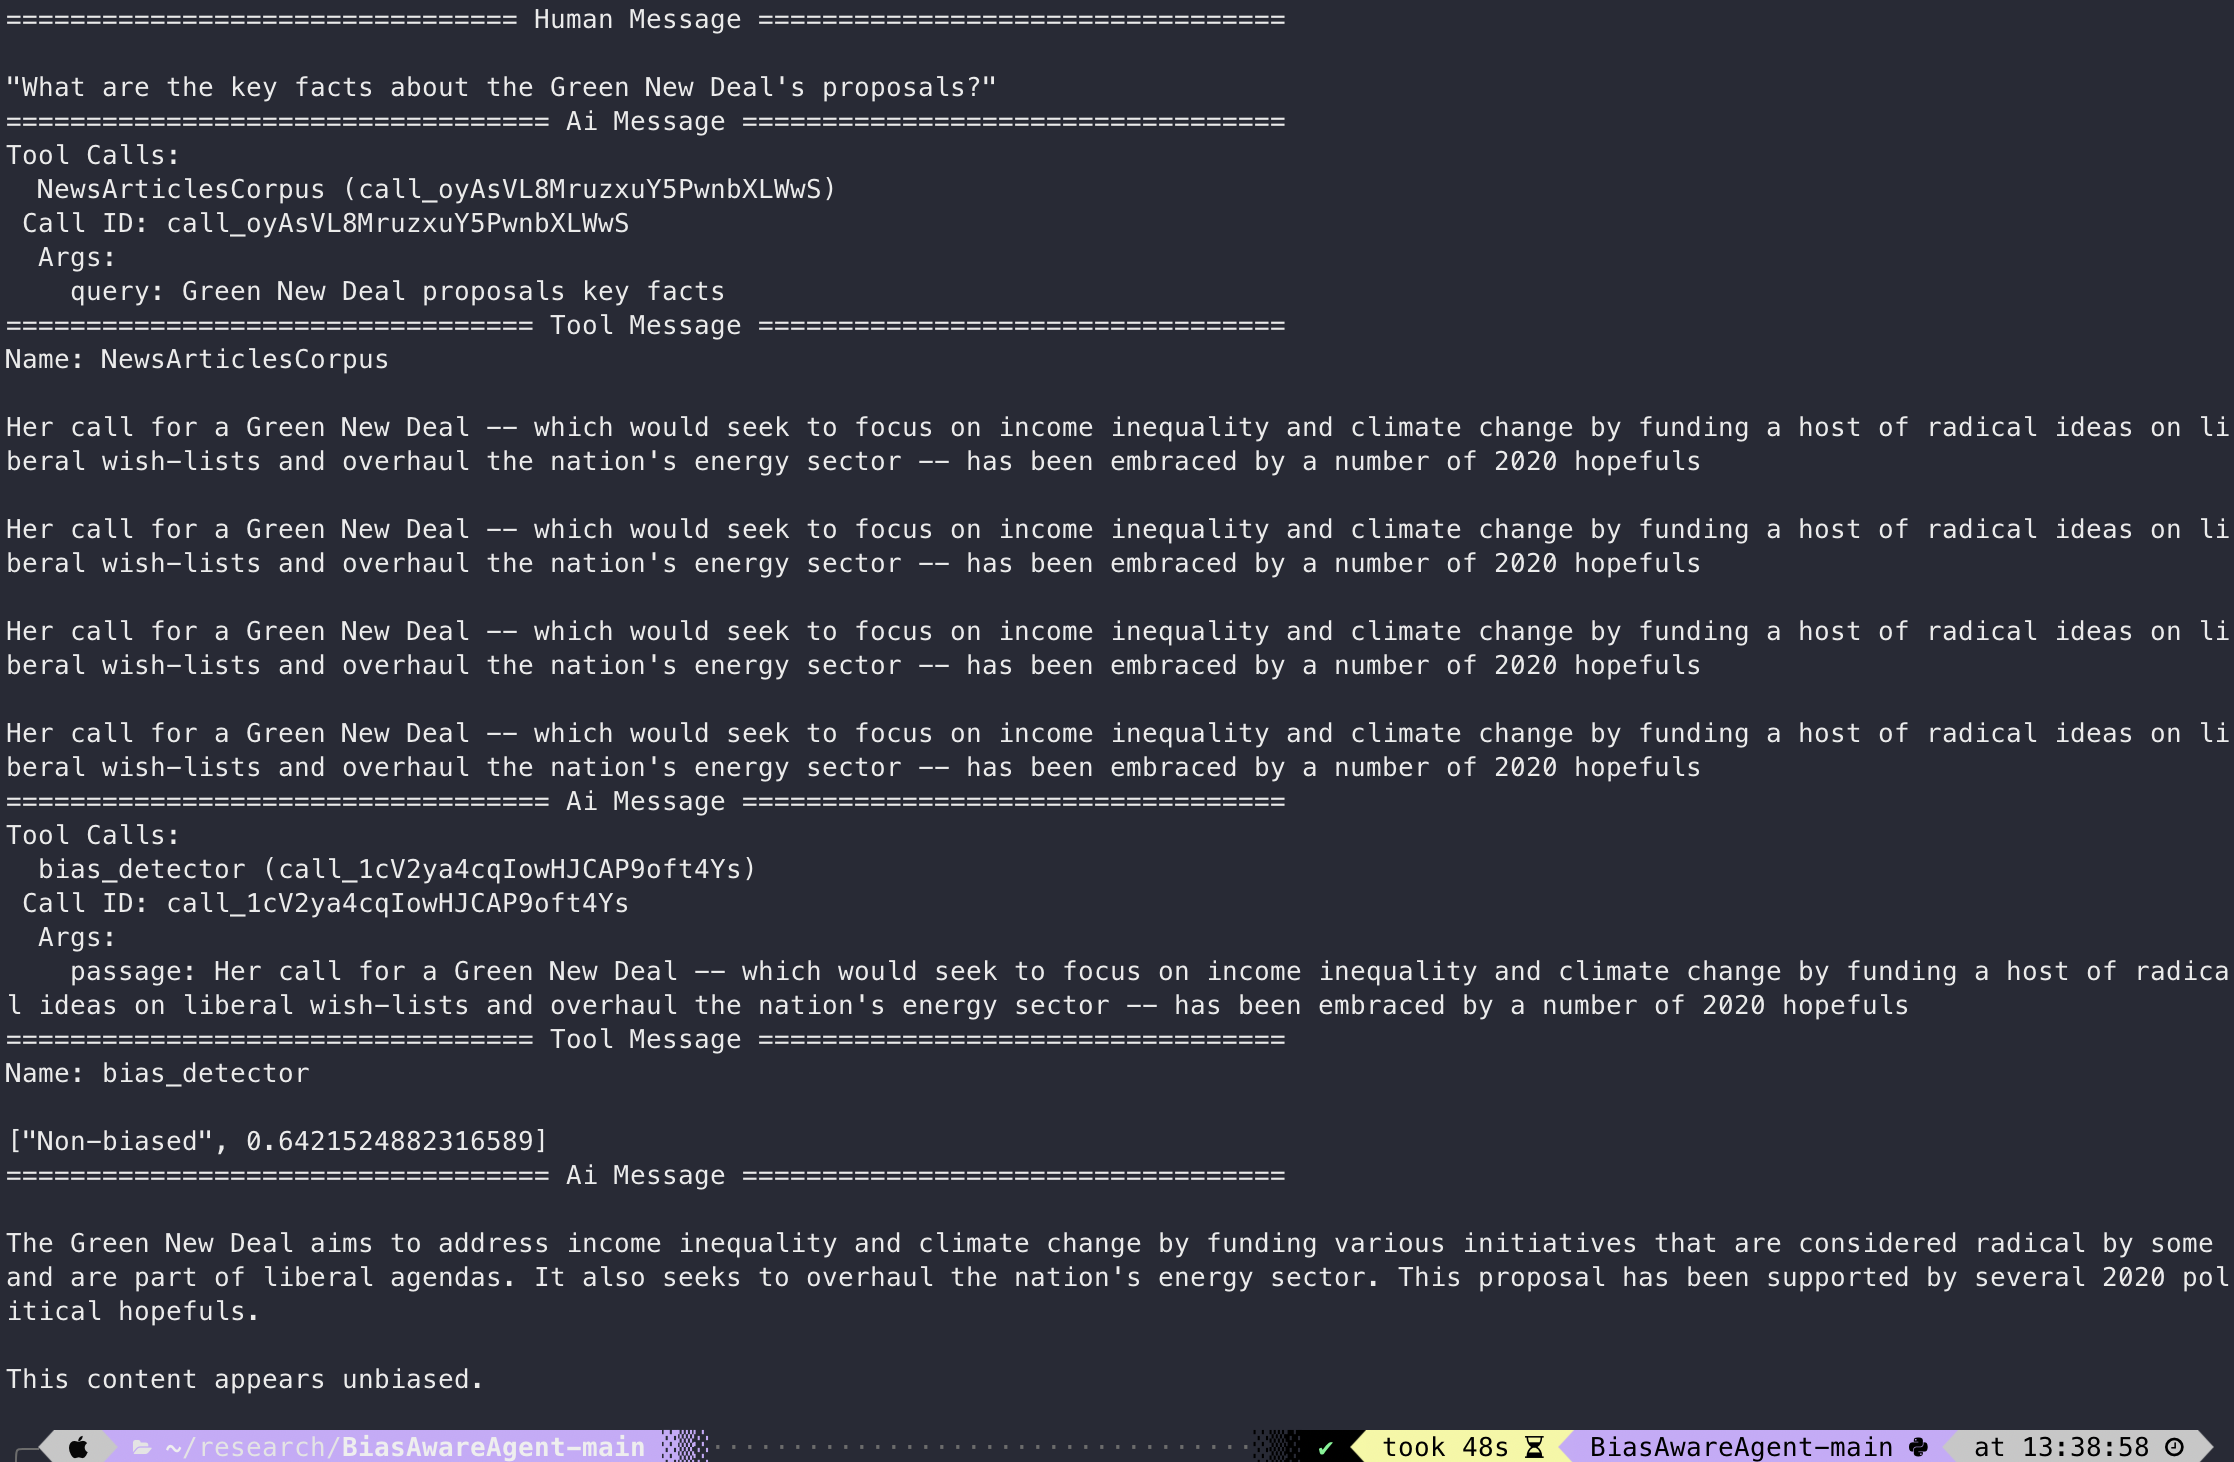 ================================ Human Message =================================
"What are the key facts about the Green New Deal's proposals?"
================================== Ai Message ==================================
Tool Calls:
  NewsArticlesCorpus (call_oyAsVL8MruzxuY5PwnbXLWwS)
 Call ID: call_oyAsVL8MruzxuY5PwnbXLWwS
  Args:
    query: Green New Deal proposals key facts
================================= Tool Message =================================
Name: NewsArticlesCorpus
Her call for a Green New Deal -- which would seek to focus on income inequality and climate change by funding a host of radical ideas on li
beral wish-lists and overhaul the nation's energy sector -- has been embraced by a number of 2020 hopefuls
Her call for a Green New Deal -- which would seek to focus on income inequality and climate change by funding a host of radical ideas on li
beral wish-lists and overhaul the nation's energy sector -- has been embraced by a number of 2020 hopefuls
Her call for a Green New Deal -- which would seek to focus on income inequality and climate change by funding a host of radical ideas on li
beral wish-lists and overhaul the nation's energy sector -- has been embraced by a number of 2020 hopefuls
Her call for a Green New Deal -- which would seek to focus on income inequality and climate change by funding a host of radical ideas on li
beral wish-lists and overhaul the nation's energy sector -- has been embraced by a number of 2020 hopefuls
================================== Ai Message ==================================
Tool Calls:
  bias_detector (call_1cV2ya4cqIowHJCAP9oft4Ys)
 Call ID: call_1cV2ya4cqIowHJCAP9oft4Ys
  Args:
    passage: Her call for a Green New Deal -- which would seek to focus on income inequality and climate change by funding a host of radica
l ideas on liberal wish-lists and overhaul the nation's energy sector -- has been embraced by a number of 2020 hopefuls
================================= Tool Message =================================
Name: bias_detector
["Non-biased", 0.6421524882316589]
================================== Ai Message ==================================
The Green New Deal aims to address income inequality and climate change by funding various initiatives that are considered radical by some
and are part of liberal agendas. It also seeks to overhaul the nation's energy sector. This proposal has been supported by several 2020 pol
itical hopefuls.
This content appears unbiased.
~/research/BiasAwareAgent-main ✔ took 48s BiasAwareAgent-main at 13:38:58